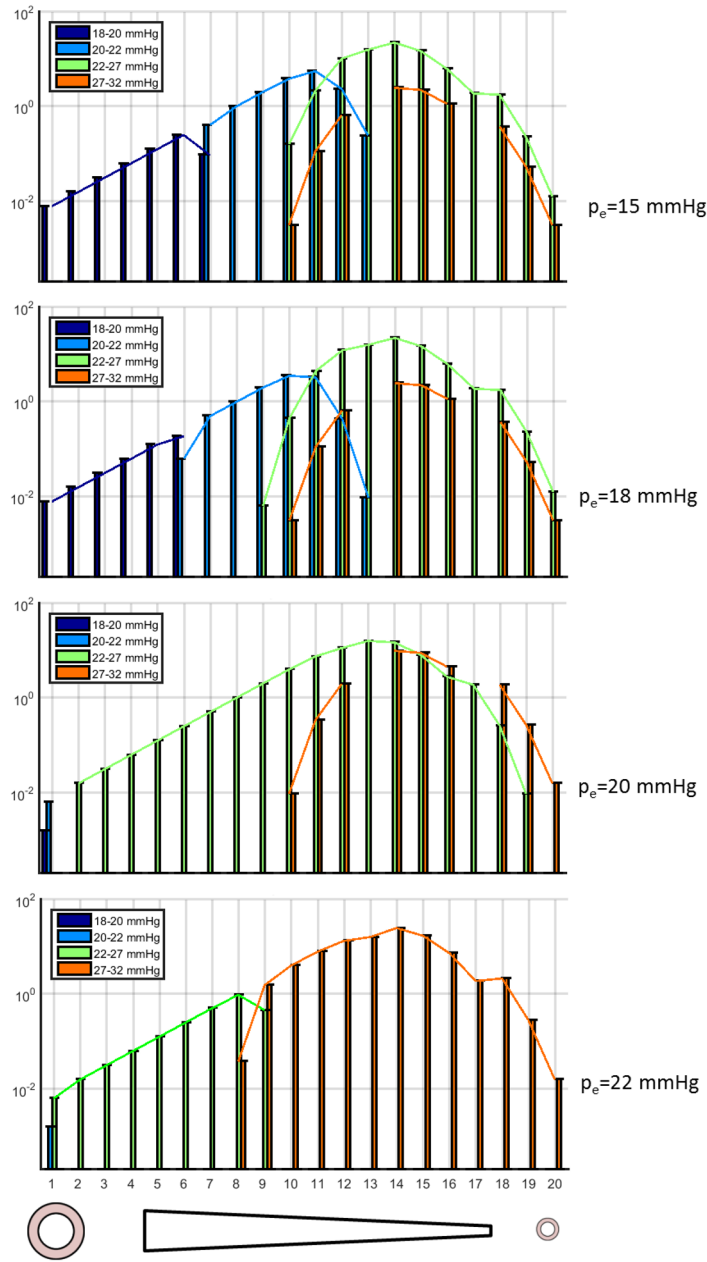 10²
18-20 mmHg
20-22 mmHg
22-27 mmHg
27-32 mmHg
10⁰
10⁻²
pₑ=15 mmHg
10²
18-20 mmHg
20-22 mmHg
22-27 mmHg
27-32 mmHg
10⁰
10⁻²
pₑ=18 mmHg
10²
18-20 mmHg
20-22 mmHg
22-27 mmHg
27-32 mmHg
10⁰
10⁻²
pₑ=20 mmHg
10²
18-20 mmHg
20-22 mmHg
22-27 mmHg
27-32 mmHg
10⁰
10⁻²
pₑ=22 mmHg
1 2 3 4 5 6 7 8 9 10 11 12 13 14 15 16 17 18 19 20